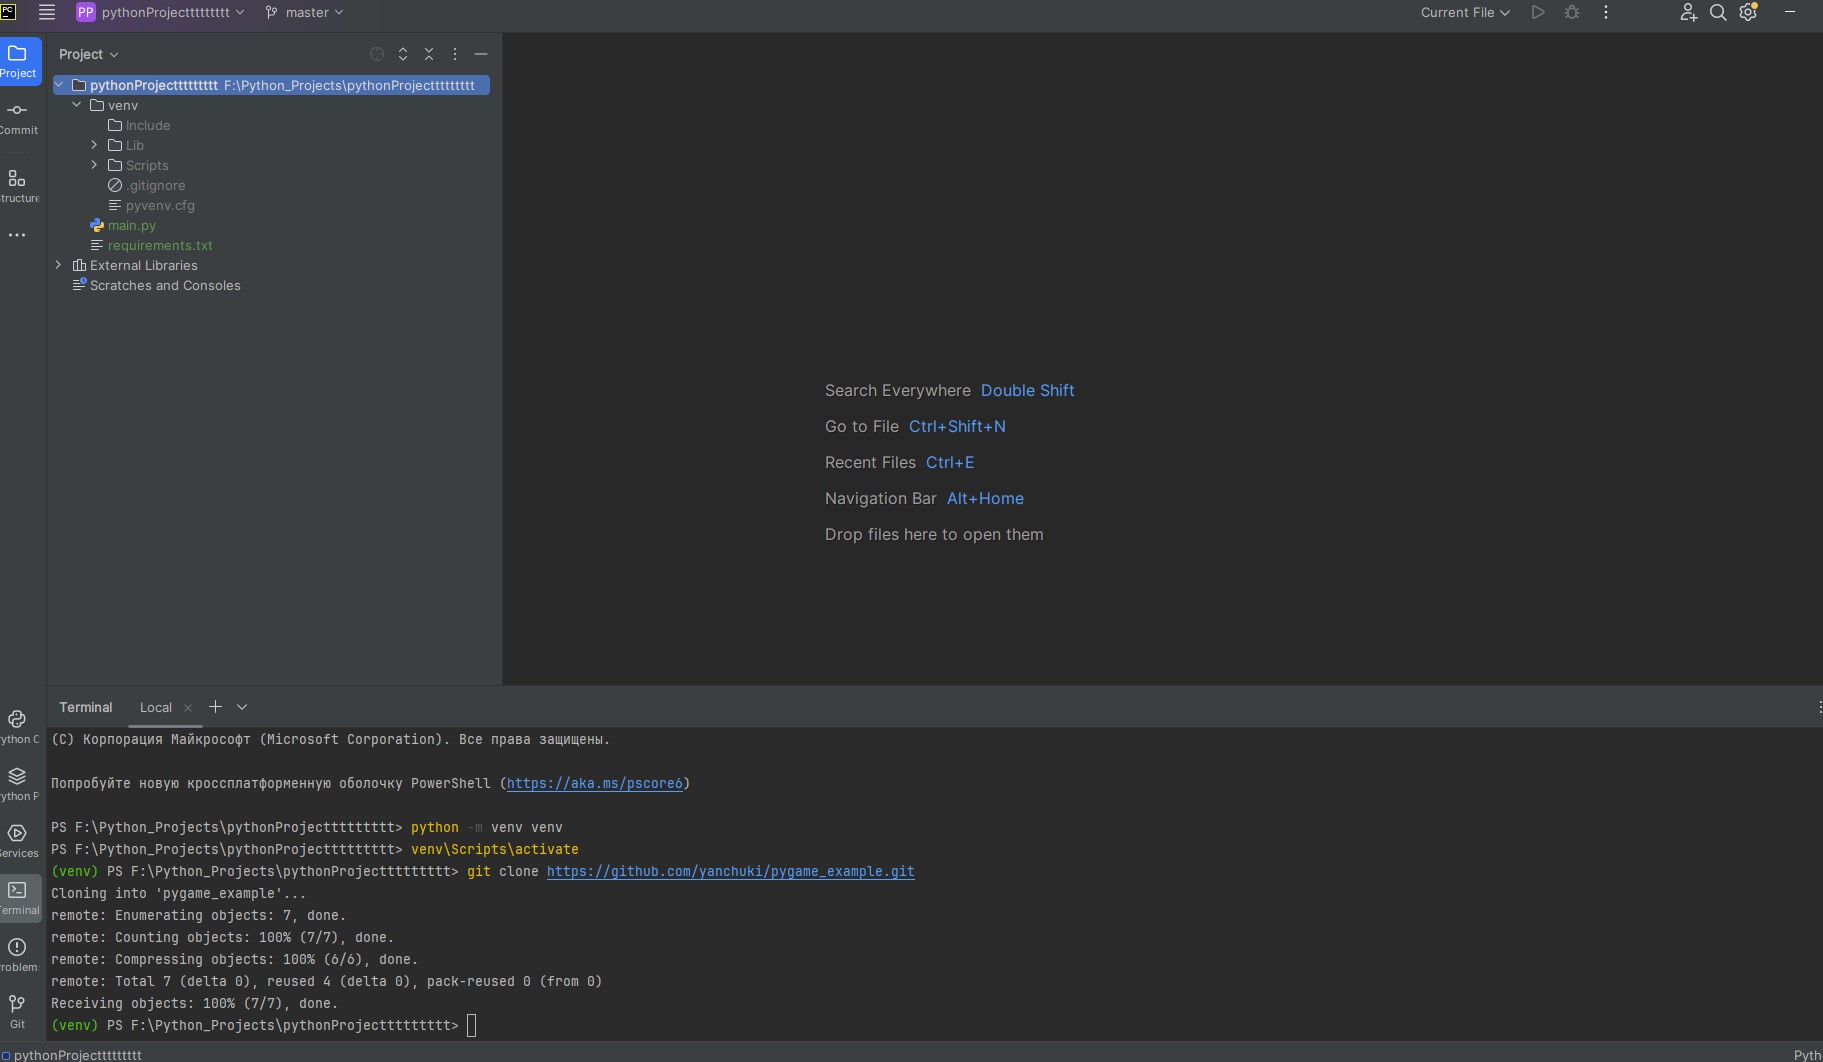 PC
PP pythonProjecttttttttt master
Current File
Project
Project
Commit
Structure
pythonProjecttttttttt F:\Python_Projects\pythonProjecttttttttt
venv
Include
Lib
Scripts
.gitignore
pyvenv.cfg
main.py
requirements.txt
External Libraries
Scratches and Consoles
Search Everywhere Double Shift
Go to File Ctrl+Shift+N
Recent Files Ctrl+E
Navigation Bar Alt+Home
Drop files here to open them
Terminal Local
ython C
ython P
Services
Terminal
roblem
Git
(C) Корпорация Майкрософт (Microsoft Corporation). Все права защищены.
Попробуйте новую кроссплатформенную оболочку PowerShell (https://aka.ms/pscore6)
PS F:\Python_Projects\pythonProjecttttttttt> python -m venv venv
PS F:\Python_Projects\pythonProjecttttttttt> venv\Scripts\activate
(venv) PS F:\Python_Projects\pythonProjecttttttttt> git clone https://github.com/yanchuki/pygame_example.git
Cloning into 'pygame_example'...
remote: Enumerating objects: 7, done.
remote: Counting objects: 100% (7/7), done.
remote: Compressing objects: 100% (6/6), done.
remote: Total 7 (delta 0), reused 4 (delta 0), pack-reused 0 (from 0)
Receiving objects: 100% (7/7), done.
(venv) PS F:\Python_Projects\pythonProjecttttttttt>
pythonProjecttttttttt
Pyth